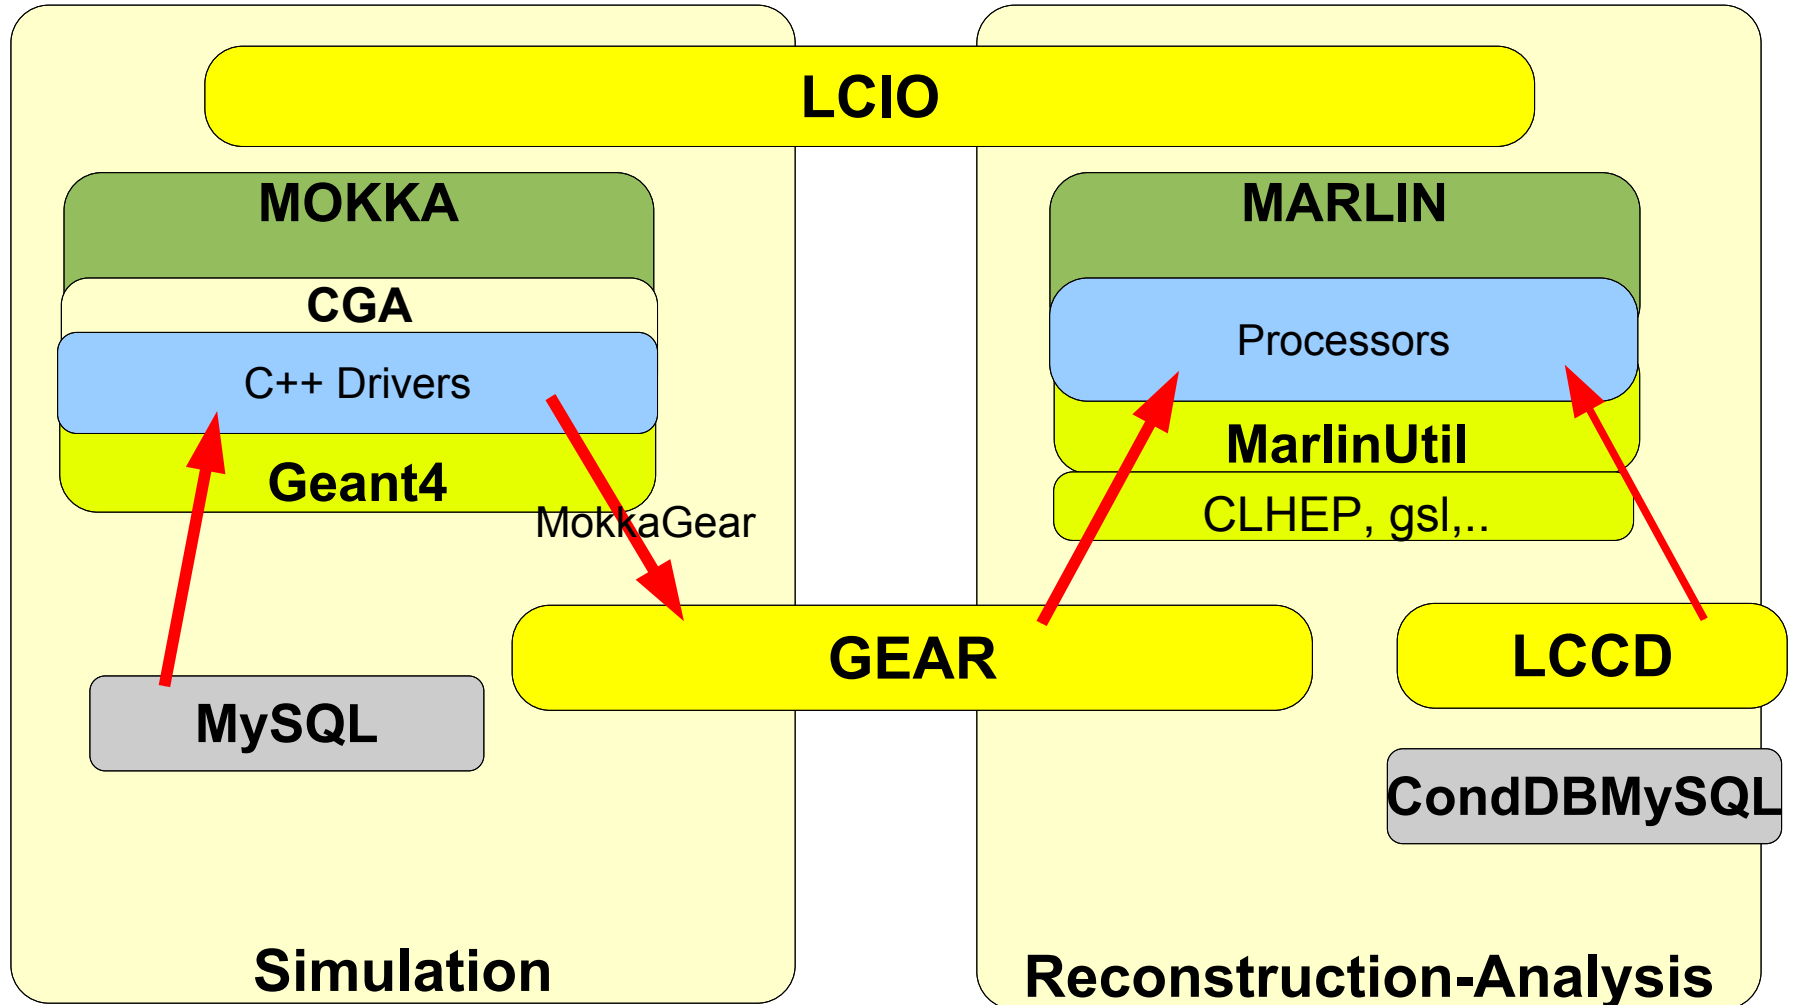 LCIO
MOKKA
CGA
C++ Drivers
Geant4
MokkaGear
MySQL
Simulation
MARLIN
Processors
MarlinUtil
CLHEP, gsl,..
GEAR
LCCD
CondDBMySQL
Reconstruction-Analysis